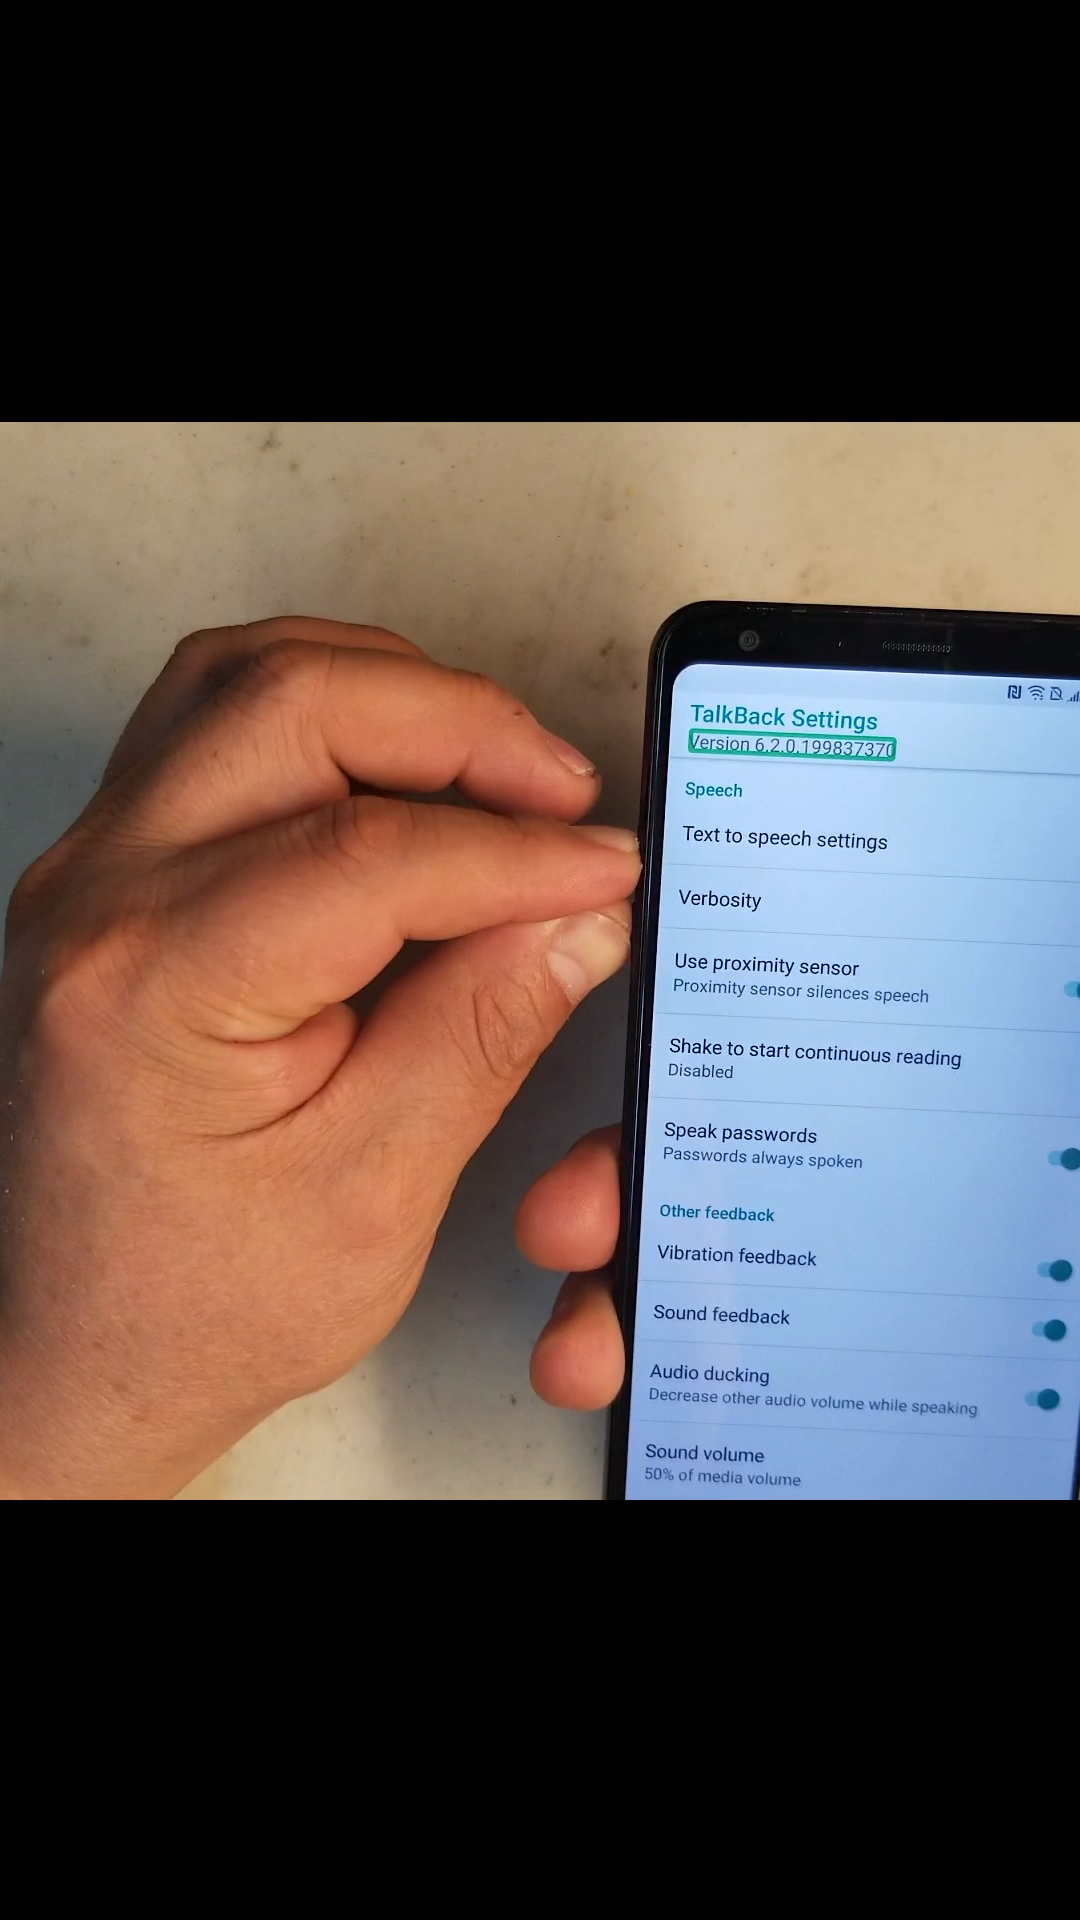 TalkBack Settings
Version 6.2.0.199837370
Speech
Text to speech settings
Verbosity
Use proximity sensor
Proximity sensor silences speech
Shake to start continuous reading
Disabled
Speak passwords
Passwords always spoken
Other feedback
Vibration feedback
Sound feedback
Audio ducking
Decrease other audio volume while speaking
Sound volume
50% of media volume